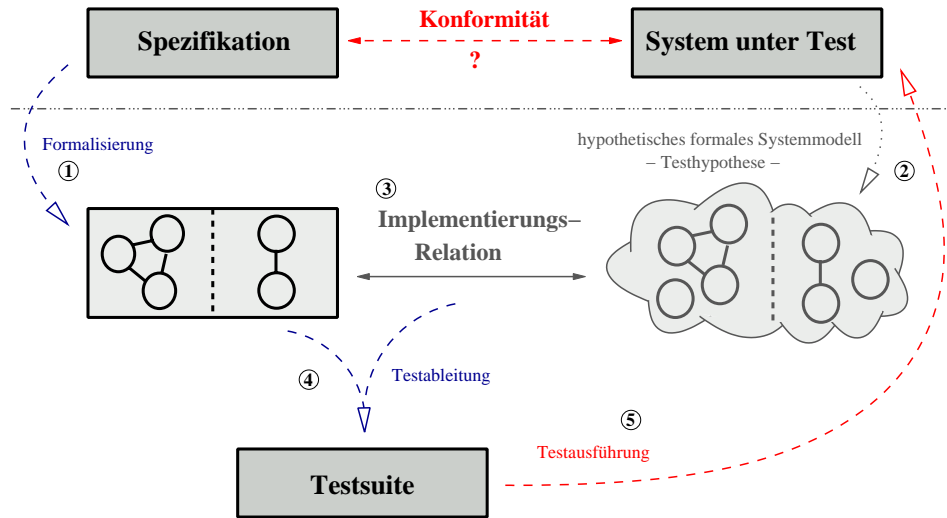 Konformität
Spezifikation
System unter Test
?
Formalisierung
hypothetisches formales Systemmodell
– Testhypothese –
①
②
③
Implementierungs–
Relation
④
Testableitung
⑤
Testausführung
Testsuite